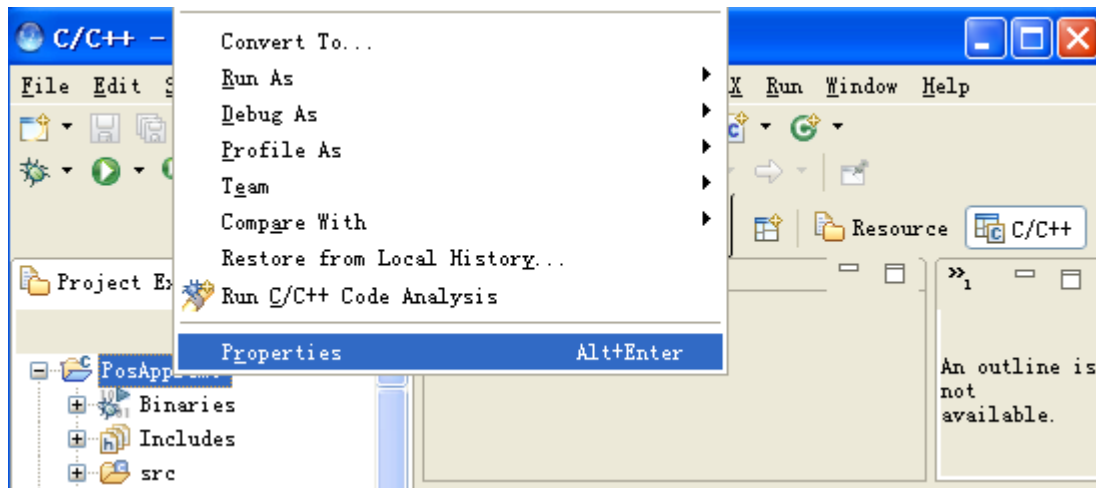 C/C++ -
Convert To...
Run As
Debug As
Profile As
Team
Compare With
Restore from Local History...
Run C/C++ Code Analysis
Properties Alt+Enter
File Edit Run Window Help
Resource C/C++
Project
Binaries
Includes
src
An outline is
not
available.